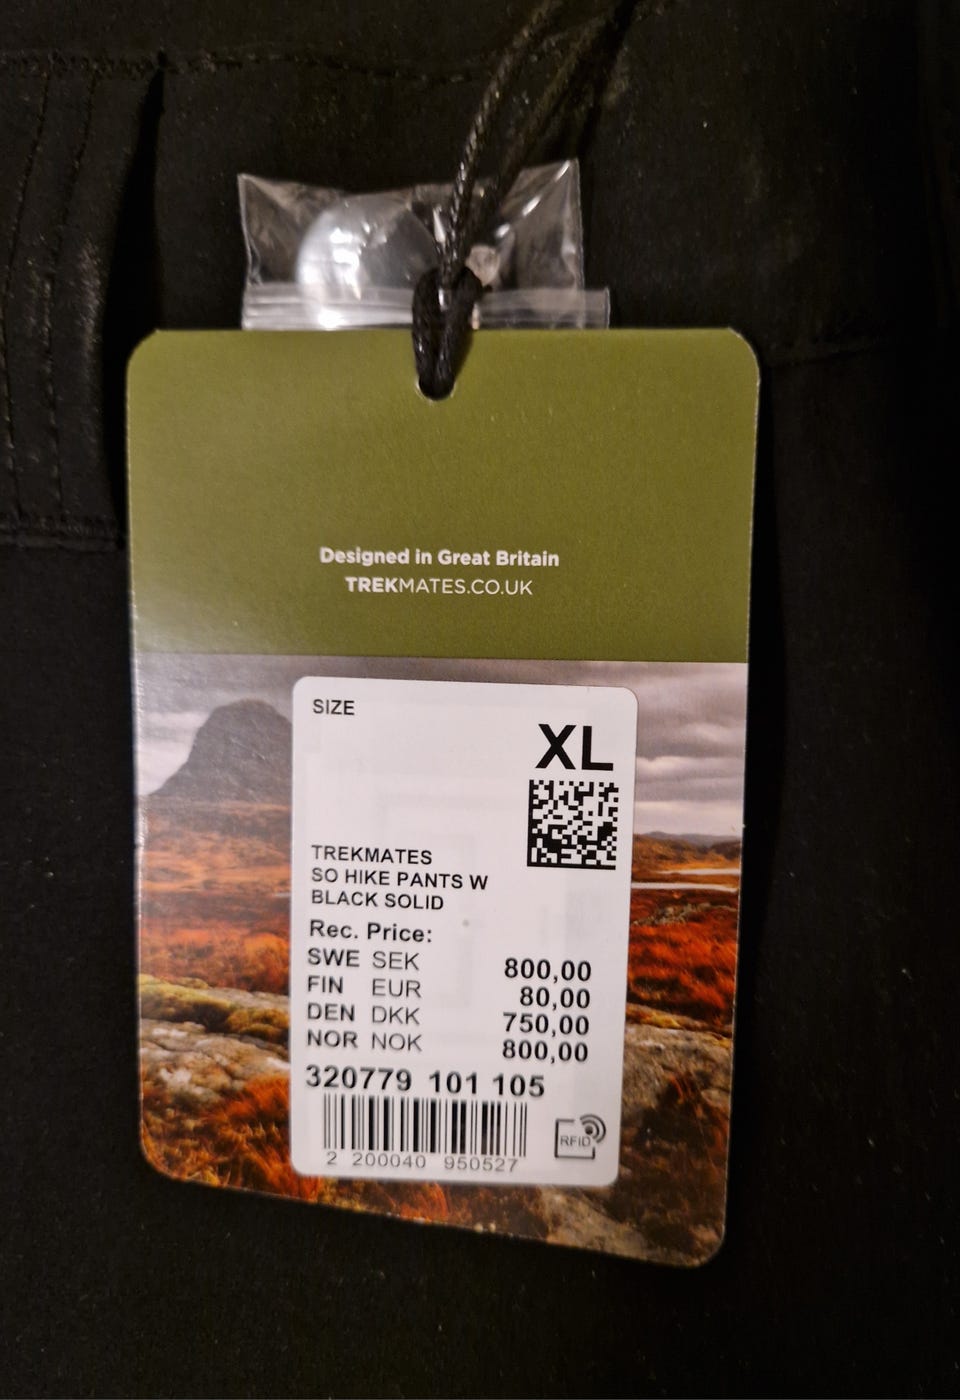 Designed in Great Britain
TREKMATES.CO.UK
SIZE
XL
TREKMATES
SO HIKE PANTS W
BLACK SOLID
Rec. Price:
SWE SEK 800,00
FIN EUR 80,00
DEN DKK 750,00
NOR NOK 800,00
320779 101 105
RFID
2 200040 950527